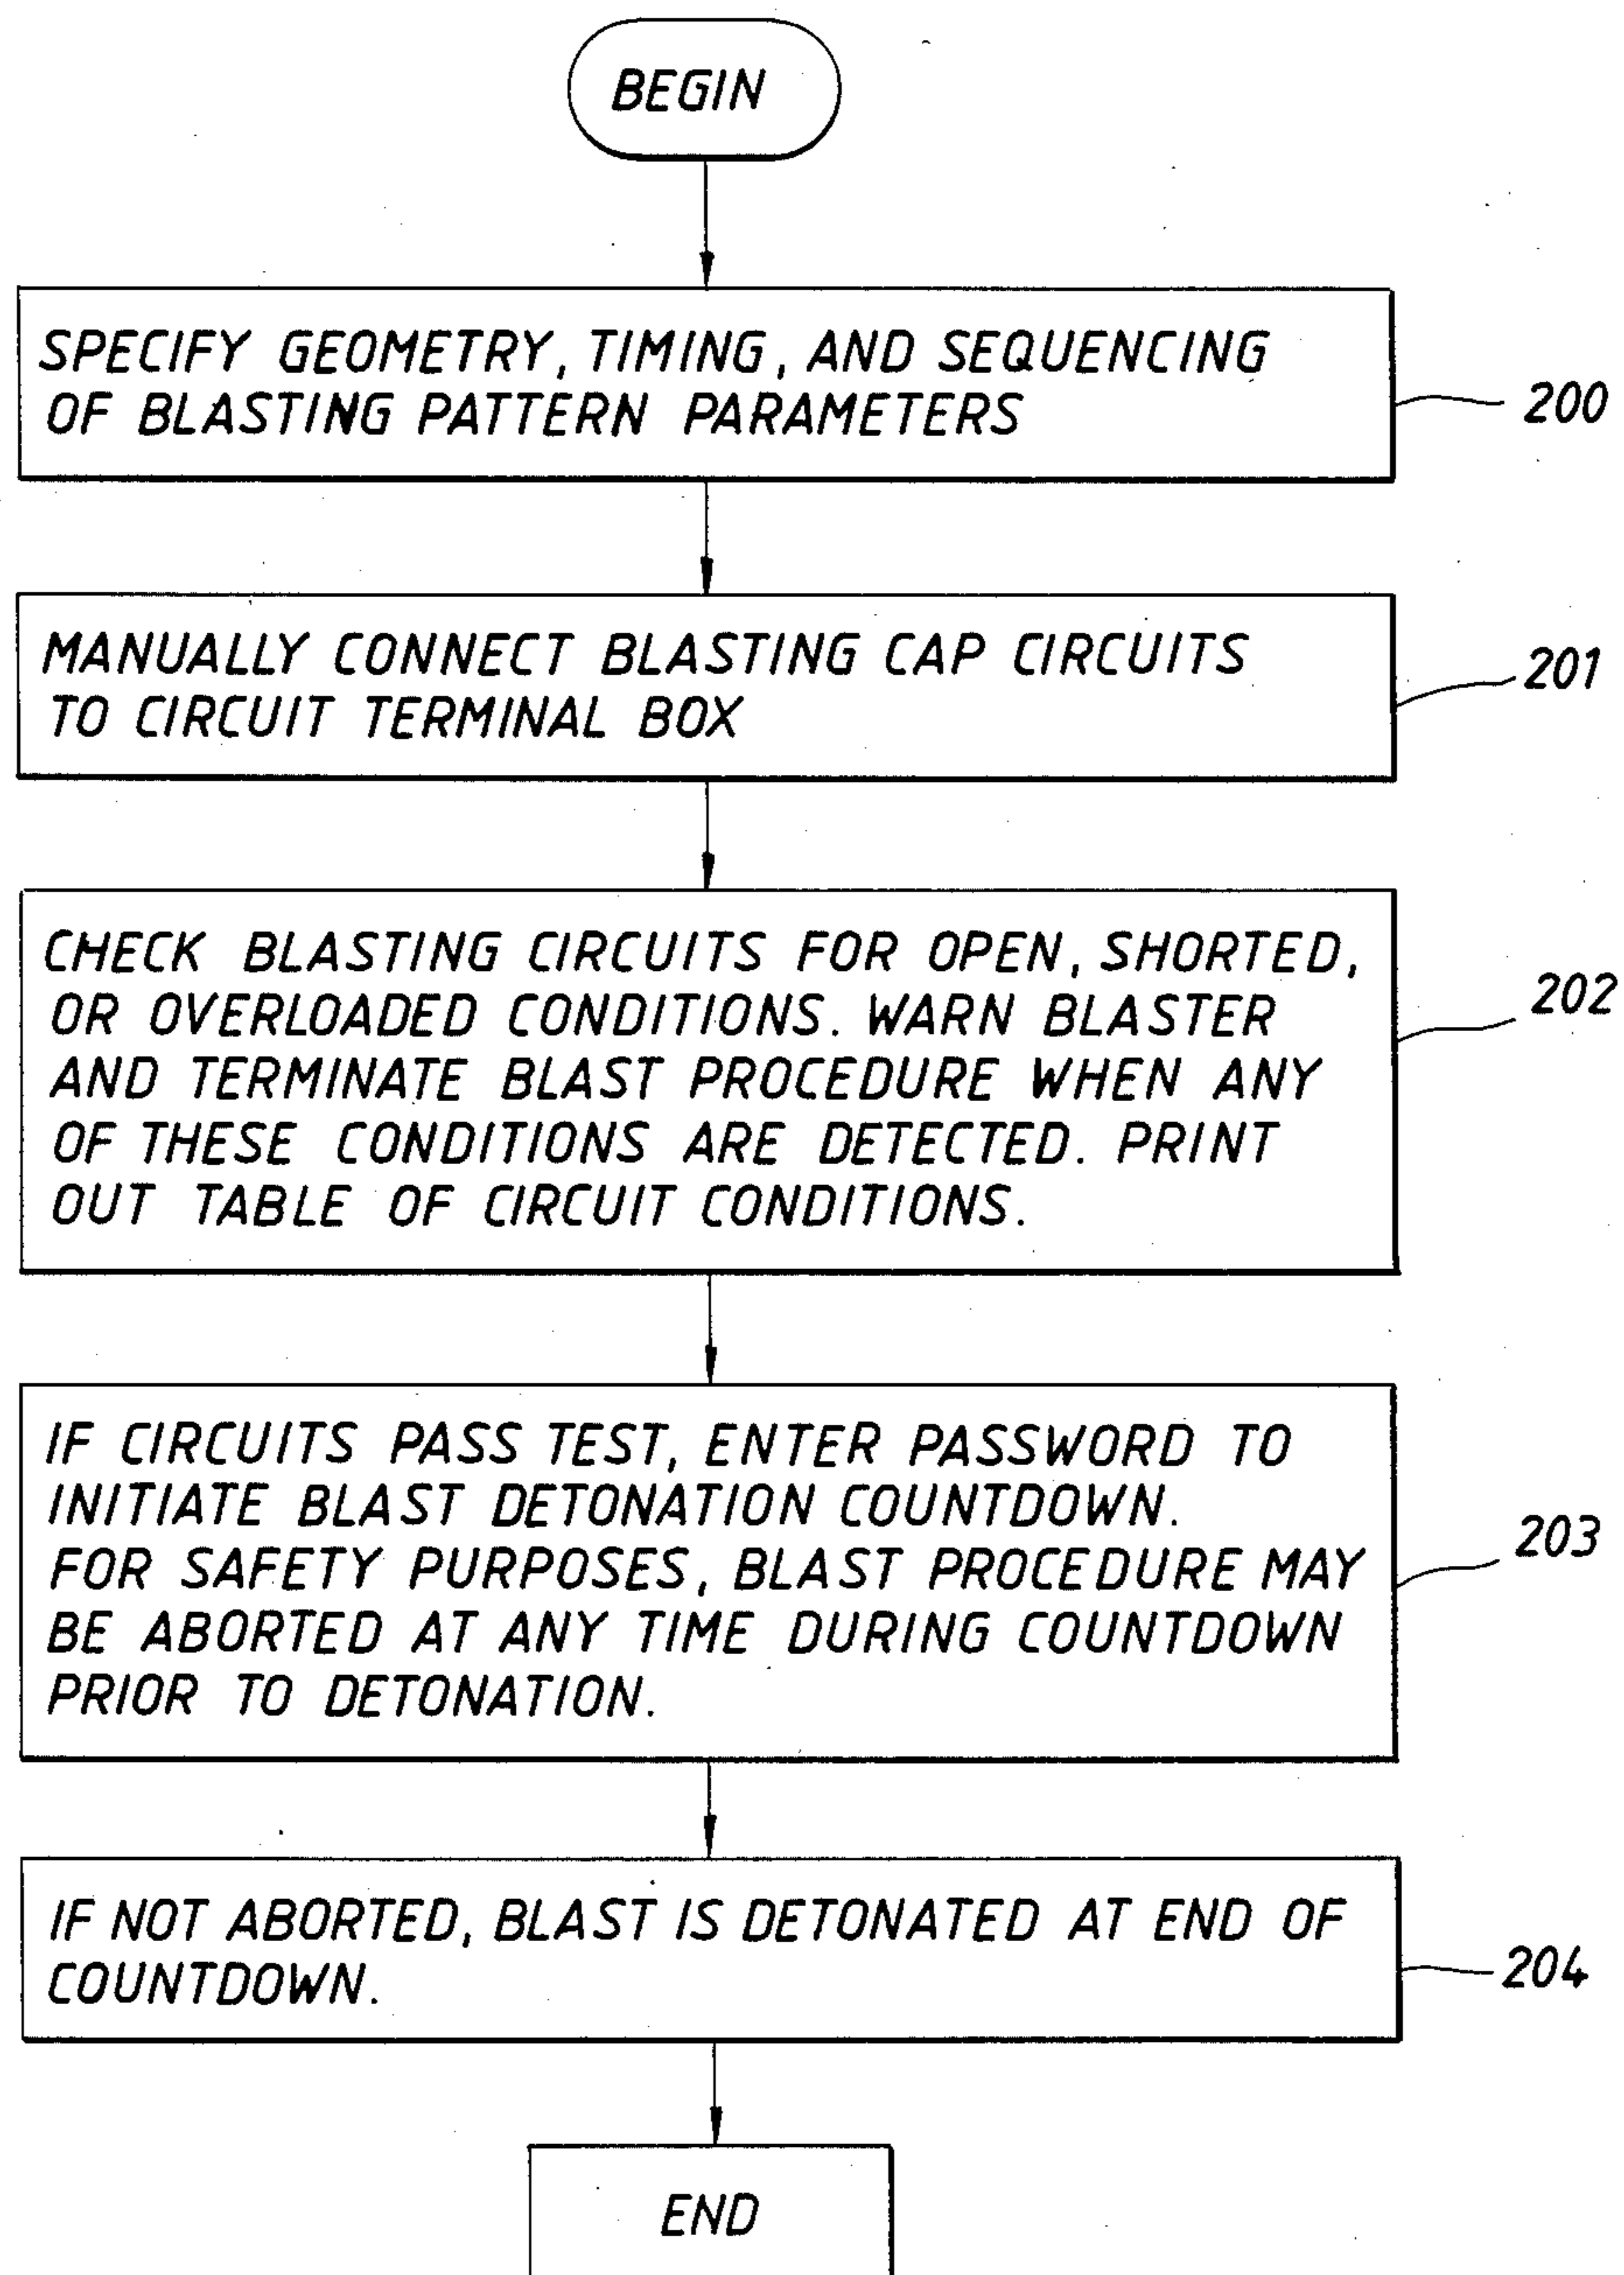 BEGIN
SPECIFY GEOMETRY, TIMING, AND SEQUENCING
OF BLASTING PATTERN PARAMETERS
200
MANUALLY CONNECT BLASTING CAP CIRCUITS
TO CIRCUIT TERMINAL BOX
201
CHECK BLASTING CIRCUITS FOR OPEN, SHORTED,
OR OVERLOADED CONDITIONS. WARN BLASTER
AND TERMINATE BLAST PROCEDURE WHEN ANY
OF THESE CONDITIONS ARE DETECTED. PRINT
OUT TABLE OF CIRCUIT CONDITIONS.
202
IF CIRCUITS PASS TEST, ENTER PASSWORD TO
INITIATE BLAST DETONATION COUNTDOWN.
FOR SAFETY PURPOSES, BLAST PROCEDURE MAY
BE ABORTED AT ANY TIME DURING COUNTDOWN
PRIOR TO DETONATION.
203
IF NOT ABORTED, BLAST IS DETONATED AT END OF
COUNTDOWN.
204
END